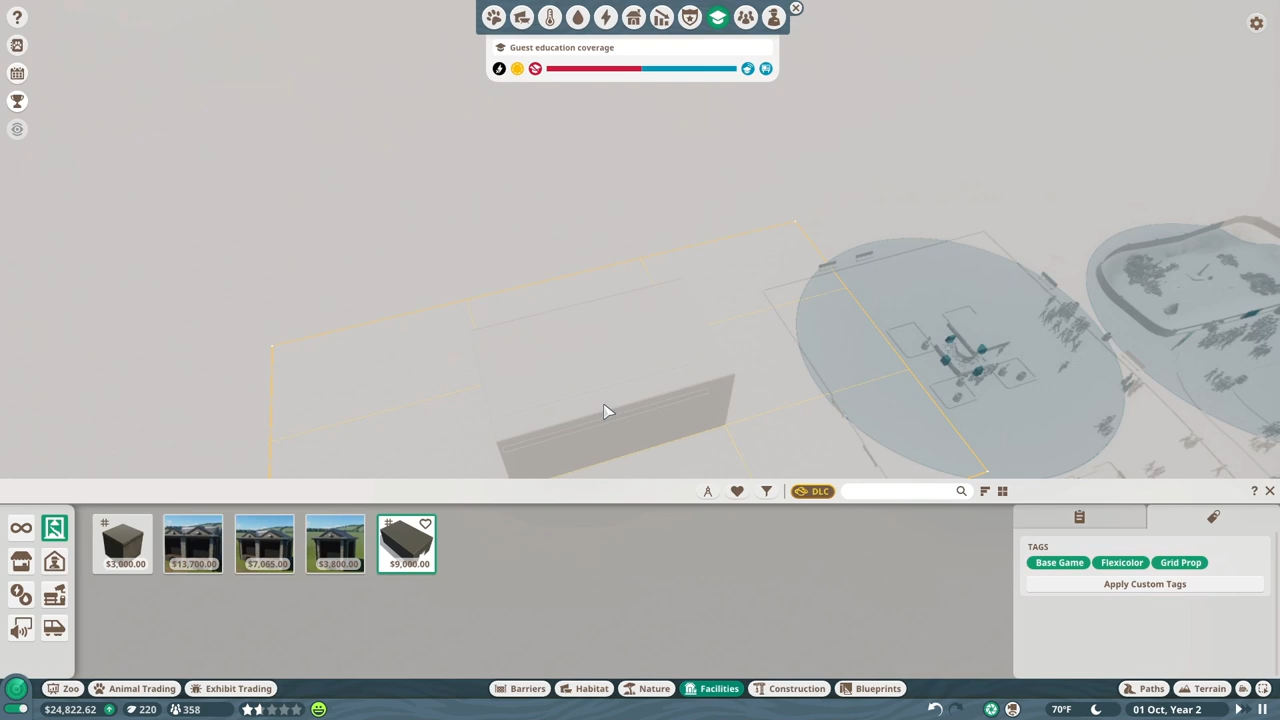 ?
Guest education coverage
DLC
?
#
$3,000.00
$13,700.00
$7,065.00
$3,800.00
#
$9,000.00
TAGS
Base Game
Flexicolor
Grid Prop
Apply Custom Tags
Zoo
Animal Trading
Exhibit Trading
Barriers
Habitat
Nature
Facilities
Construction
Blueprints
Paths
Terrain
$24,822.62
220
358
70°F
01 Oct, Year 2